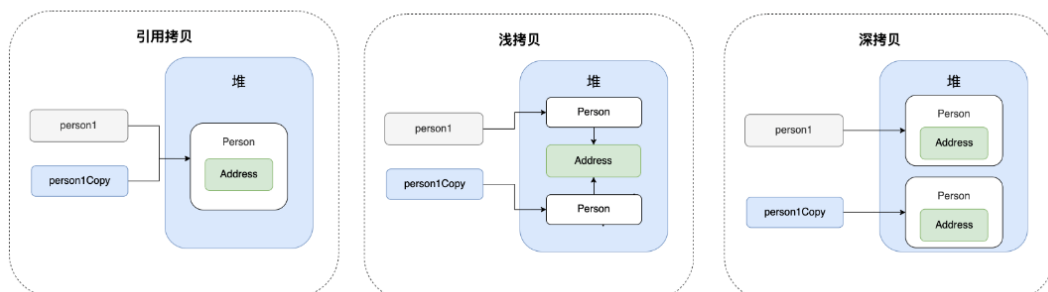 引用拷贝
堆
person1
Person
Address
person1Copy
浅拷贝
堆
person1
Person
Address
person1Copy
Person
深拷贝
堆
person1
Person
Address
person1Copy
Person
Address